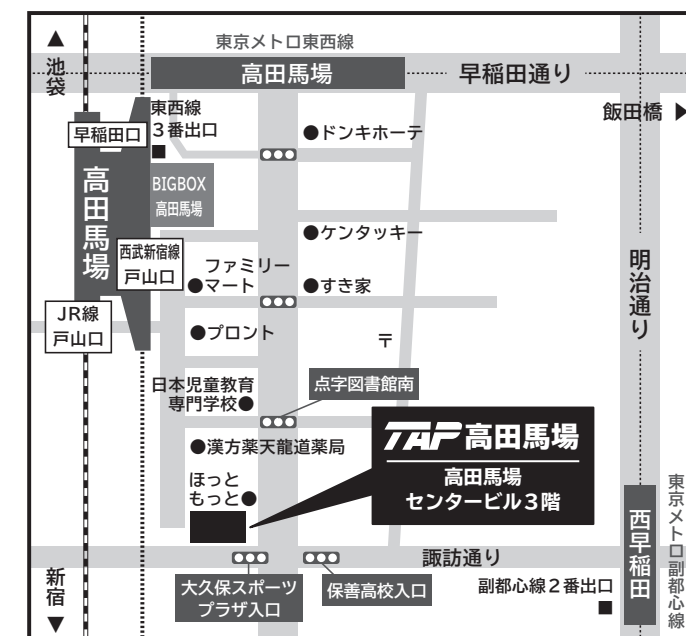 ▲
池袋
東京メトロ東西線
高田馬場
早稲田通り
飯田橋 ▶
早稲田口
東西線
3番出口
■
●ドンキホーテ
高田馬場
BIGBOX
高田馬場
●ケンタッキー
西武新宿線
戸山口
ファミリー
●マート
●すき家
明治通り
JR線
戸山口
●プロント
〒
日本児童教育
専門学校●
点字図書館南
●漢方薬天龍道薬局
TAP高田馬場
高田馬場
センタービル3階
ほっと
もっと●
西早稲田
東京メトロ副都心線
諏訪通り
新宿
▼
大久保スポーツ
プラザ入口
保善高校入口
副都心線2番出口
■